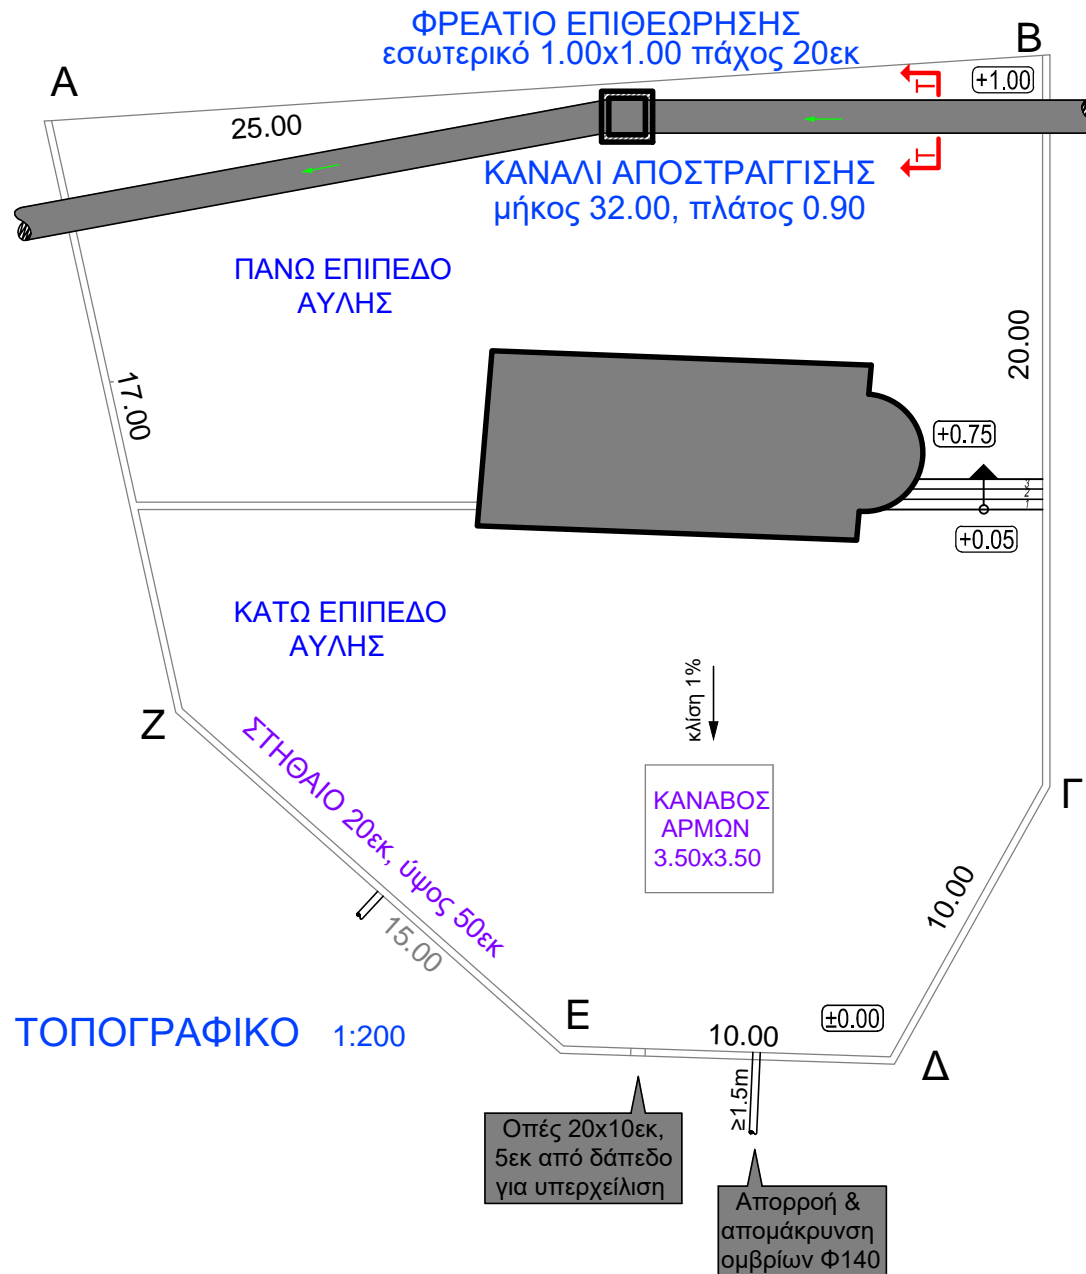 ΦΡΕΑΤΙΟ ΕΠΙΘΕΩΡΗΣΗΣ
εσωτερικό 1.00x1.00 πάχος 20εκ
Β
Α
+1.00
T
25.00
T
ΚΑΝΑΛΙ ΑΠΟΣΤΡΑΓΓΙΣΗΣ
μήκος 32.00, πλάτος 0.90
ΠΑΝΩ ΕΠΙΠΕΔΟ
ΑΥΛΗΣ
20.00
17.00
+0.75
3
2
1
+0.05
ΚΑΤΩ ΕΠΙΠΕΔΟ
ΑΥΛΗΣ
κλίση 1%
Ζ
ΣΤΗΘΑΙΟ 20εκ, ύψος 50εκ
15.00
ΚΑΝΑΒΟΣ
ΑΡΜΩΝ
3.50x3.50
Γ
10.00
Ε
±0.00
ΤΟΠΟΓΡΑΦΙΚΟ 1:200
10.00
Δ
≥1.5m
Οπές 20x10εκ,
5εκ από δάπεδο
για υπερχείλιση
Απορροή &
απομάκρυνση
ομβρίων Φ140